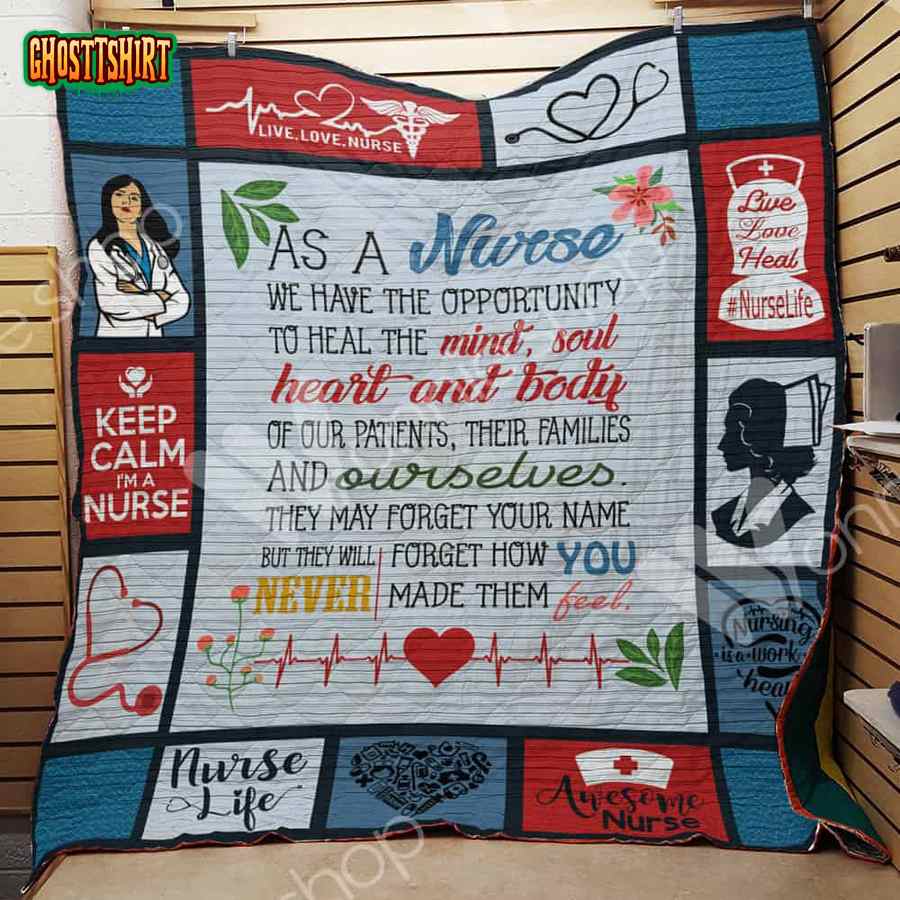 GHOSTTSHIRT
LIVE.LOVE.NURSE
Live
Love
Heal
#NurseLife
AS A Nurse
WE HAVE THE OPPORTUNITY
TO HEAL THE mind, soul
heart and body
OF OUR PATIENTS, THEIR FAMILIES
AND ourselves.
THEY MAY FORGET YOUR NAME
BUT THEY WILL FORGET HOW YOU
NEVER MADE THEM feel.
KEEP
CALM
I'M A
NURSE
Nursing
is a work
hea
Nurse
Life
Awesome
Nurse
shop